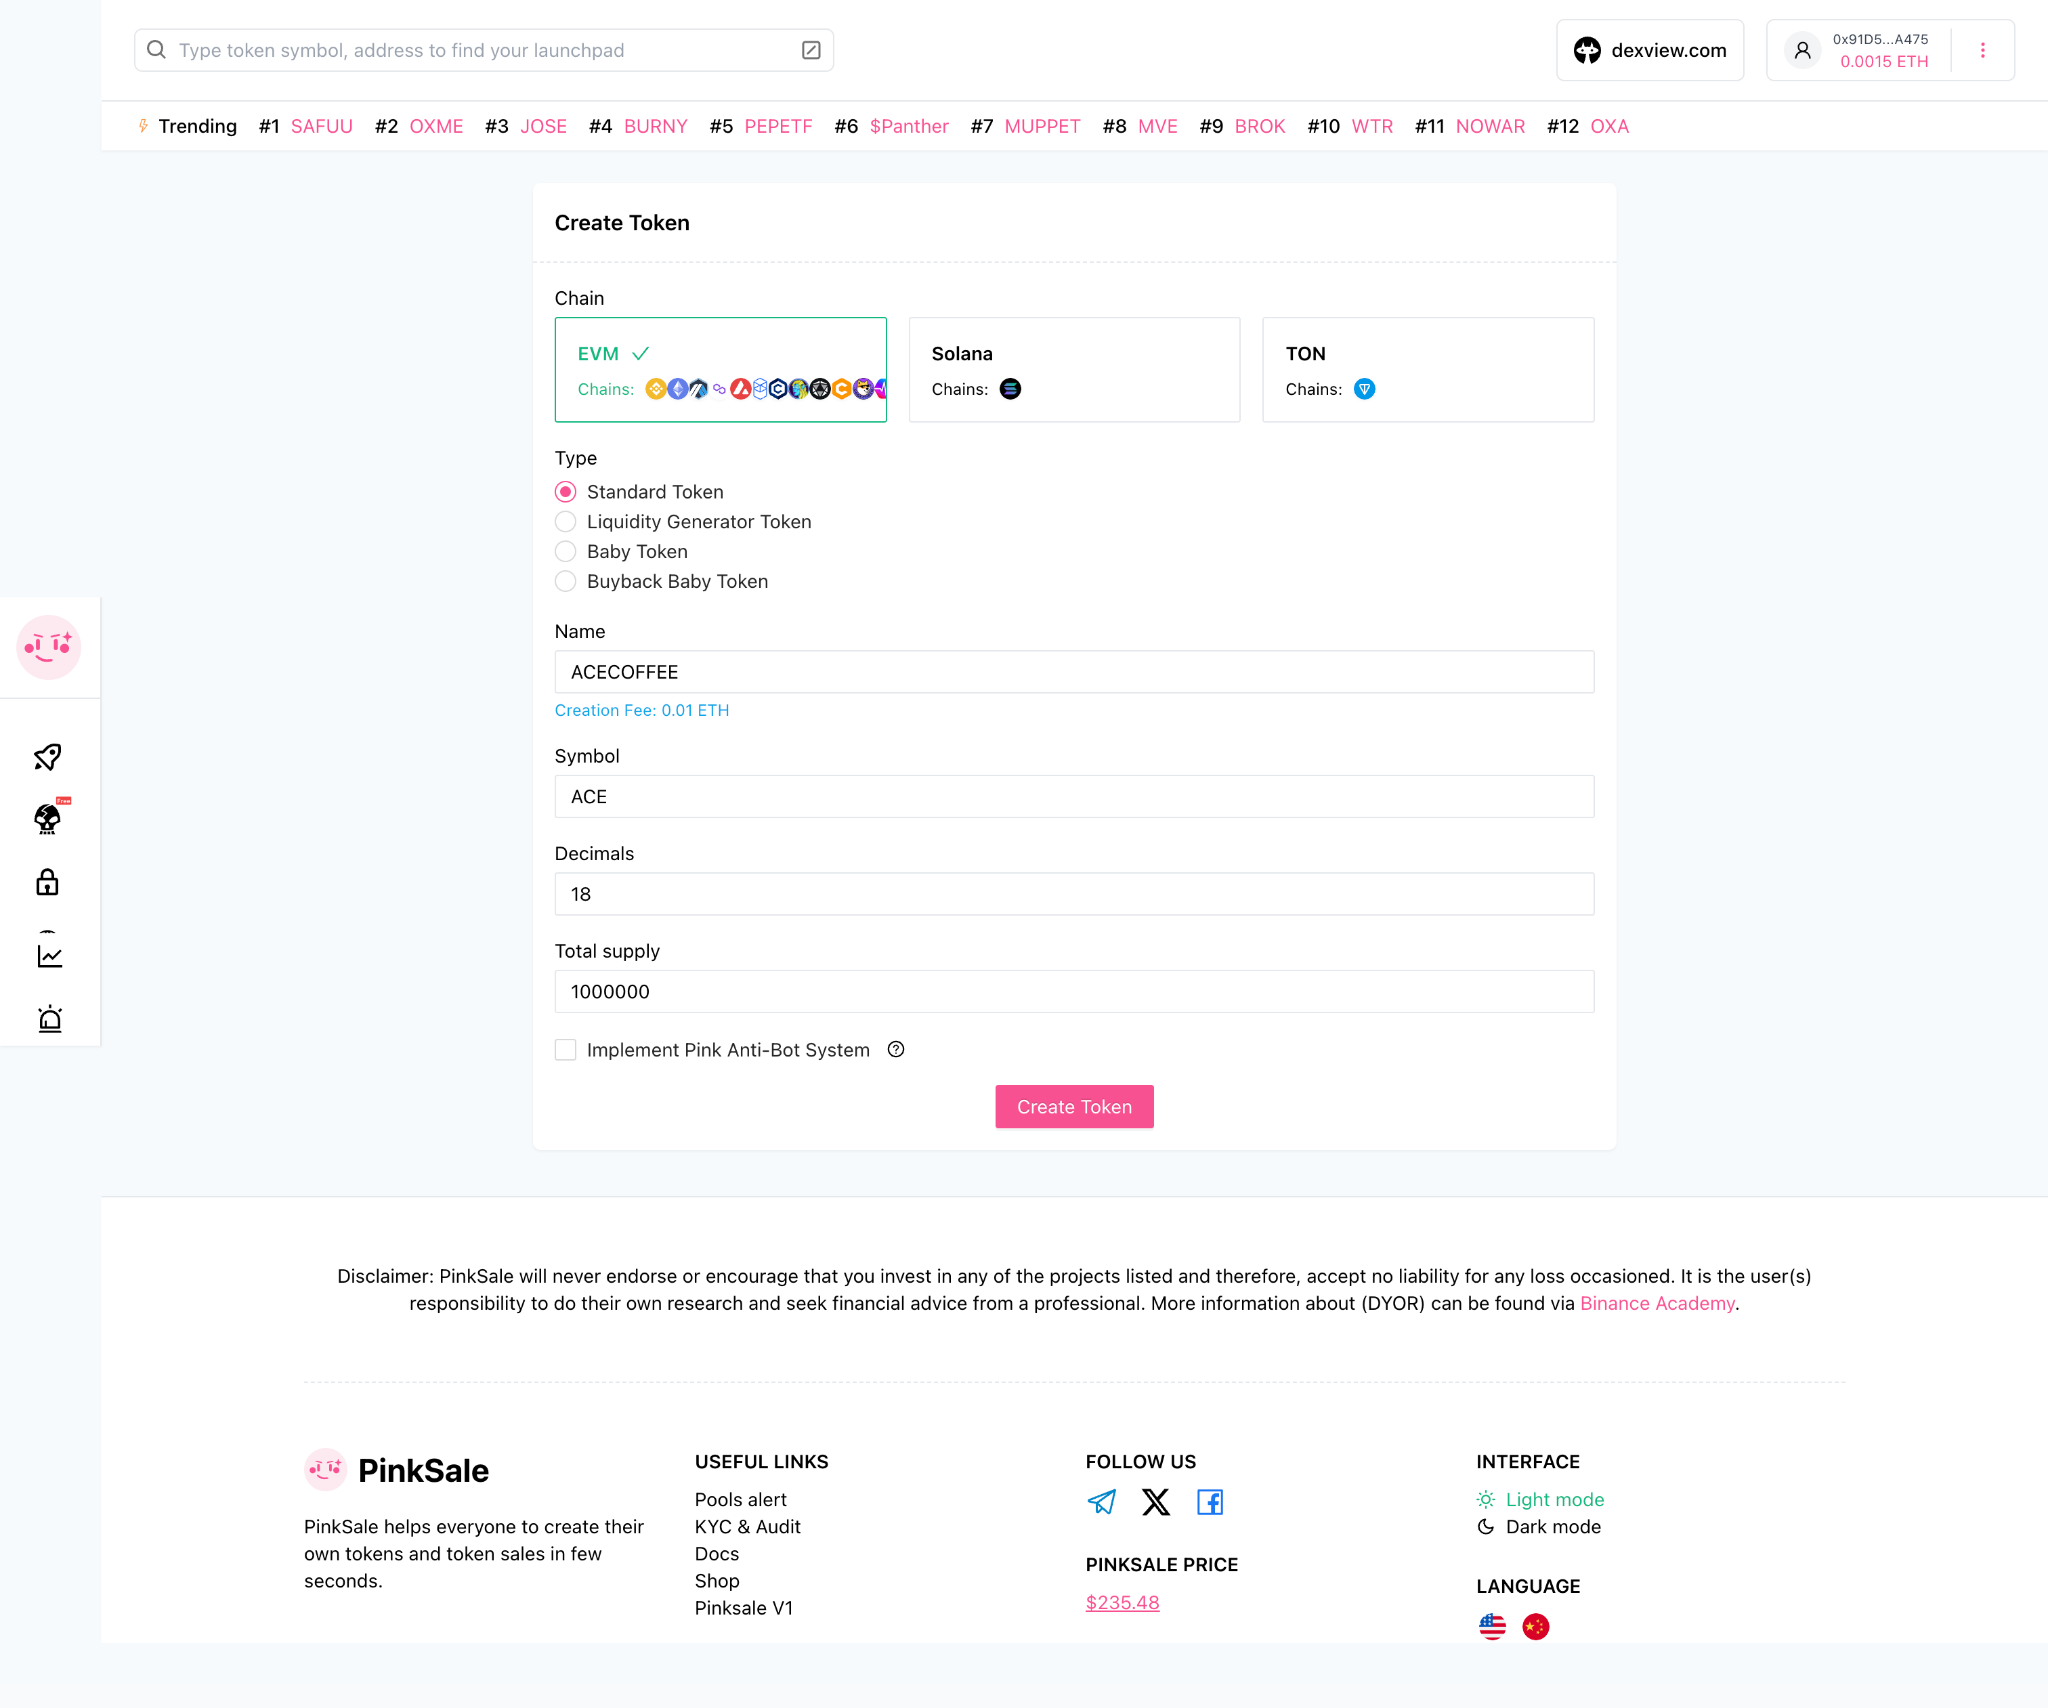 Type token symbol, address to find your launchpad
dexview.com
0x91D5...A475
0.0015 ETH
Trending #1 SAFUU #2 OXME #3 JOSE #4 BURNY #5 PEPETF #6 $Panther #7 MUPPET #8 MVE #9 BROK #10 WTR #11 NOWAR #12 OXA
Create Token
Chain
EVM
Chains:
Solana
Chains:
TON
Chains:
Type
Standard Token
Liquidity Generator Token
Baby Token
Buyback Baby Token
Name
ACECOFFEE
Creation Fee: 0.01 ETH
Symbol
ACE
Decimals
18
Total supply
1000000
Implement Pink Anti-Bot System
Create Token
Free
Disclaimer: PinkSale will never endorse or encourage that you invest in any of the projects listed and therefore, accept no liability for any loss occasioned. It is the user(s)
responsibility to do their own research and seek financial advice from a professional. More information about (DYOR) can be found via Binance Academy.
PinkSale
PinkSale helps everyone to create their
own tokens and token sales in few
seconds.
USEFUL LINKS
Pools alert
KYC & Audit
Docs
Shop
Pinksale V1
FOLLOW US
PINKSALE PRICE
$235.48
INTERFACE
Light mode
Dark mode
LANGUAGE